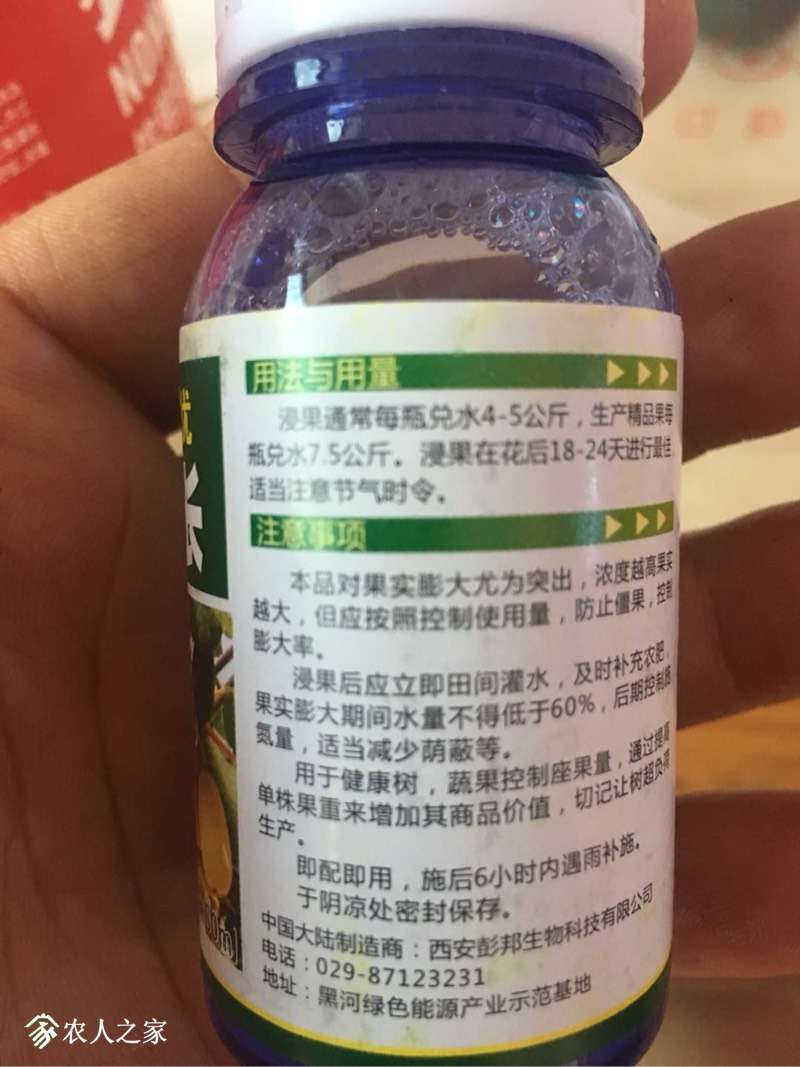 NON
优
长
用法与用量
浸果通常每瓶兑水4-5公斤，生产精品果每
瓶兑水7.5公斤。浸果在花后18-24天进行最佳，
适当注意节气时令。
注意事项
本品对果实膨大尤为突出，浓度越高果实
越大，但应按照控制使用量，防止僵果，控制
膨大率。
浸果后应立即田间灌水，及时补充农肥，
果实膨大期间水量不得低于60%，后期控制施
氮量，适当减少荫蔽等。
用于健康树，蔬果控制座果量，通过提高
单株果重来增加其商品价值，切记让树超负荷
生产。
即配即用，施后6小时内遇雨补施。
于阴凉处密封保存。
中国大陆制造商：西安彭邦生物科技有限公司
电话：029-87123231
地址：黑河绿色能源产业示范基地
农人之家